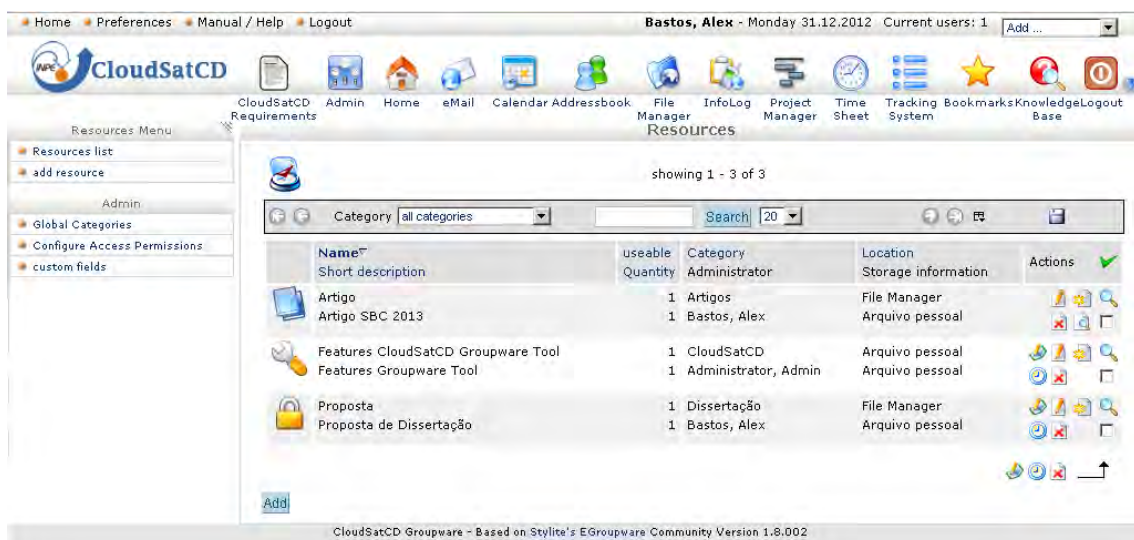 Home Preferences Manual / Help Logout Bastos, Alex - Monday 31.12.2012 Current users: 1 Add ...
INPE CloudSatCD
CloudSatCD Requirements Admin Home eMail Calendar Addressbook File Manager InfoLog Project Manager Time Sheet Tracking System Bookmarks Knowledge Base Logout
Resources Menu
Resources list
add resource
Admin
Global Categories
Configure Access Permissions
custom fields
Resources
showing 1 - 3 of 3
Category all categories Search 20
Name useable Category Location Actions
Short description Quantity Administrator Storage information
Artigo 1 Artigos File Manager
Artigo SBC 2013 1 Bastos, Alex Arquivo pessoal
Features CloudSatCD Groupware Tool 1 CloudSatCD Arquivo pessoal
Features Groupware Tool 1 Administrator, Admin Arquivo pessoal
Proposta 1 Dissertação File Manager
Proposta de Dissertação 1 Bastos, Alex Arquivo pessoal
Add
CloudSatCD Groupware - Based on Stylite's EGroupware Community Version 1.8.002